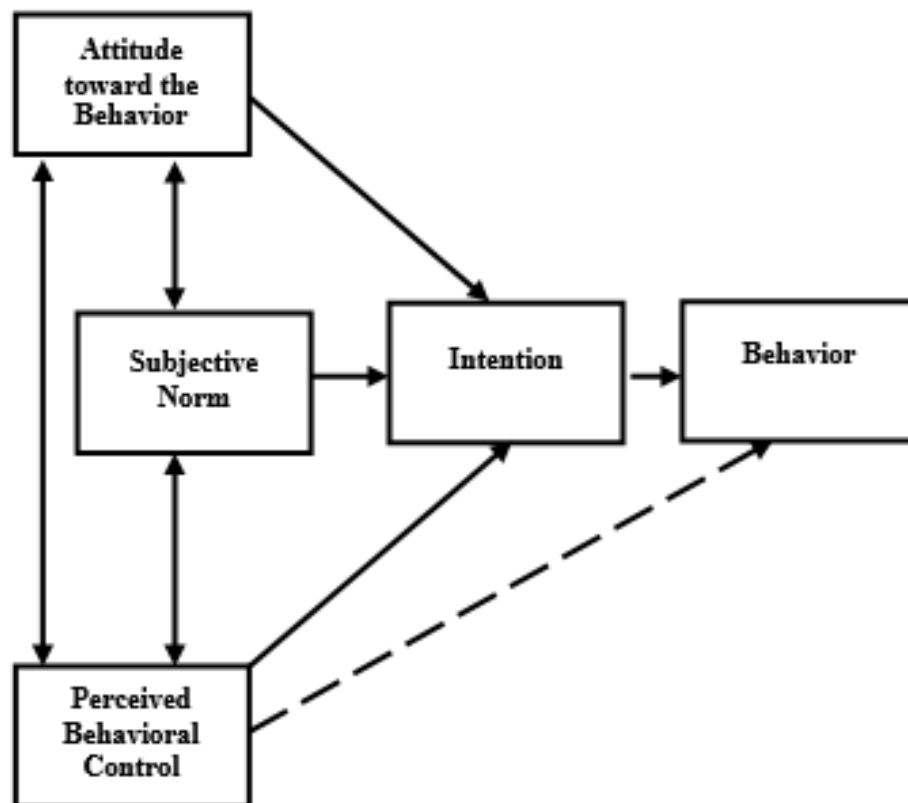 Attitude
toward the
Behavior
Subjective
Norm
Intention
Behavior
Perceived
Behavioral
Control